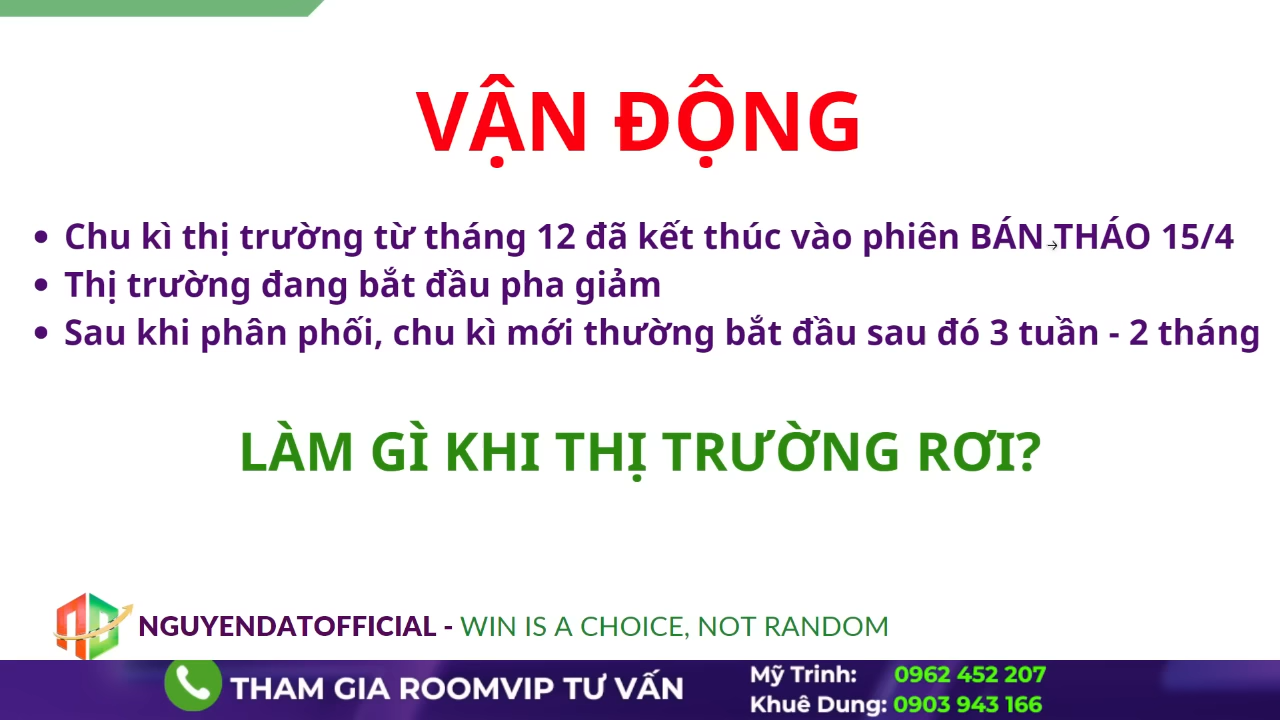 VẬN ĐỘNG
• Chu kì thị trường từ tháng 12 đã kết thúc vào phiên BÁN→THÁO 15/4
• Thị trường đang bắt đầu pha giảm
• Sau khi phân phối, chu kì mới thường bắt đầu sau đó 3 tuần - 2 tháng
LÀM GÌ KHI THỊ TRƯỜNG RƠI?
NGUYENDATOFFICIAL - WIN IS A CHOICE, NOT RANDOM
THAM GIA ROOMVIP TƯ VẤN
Mỹ Trinh: 0962 452 207
Khuê Dung: 0903 943 166